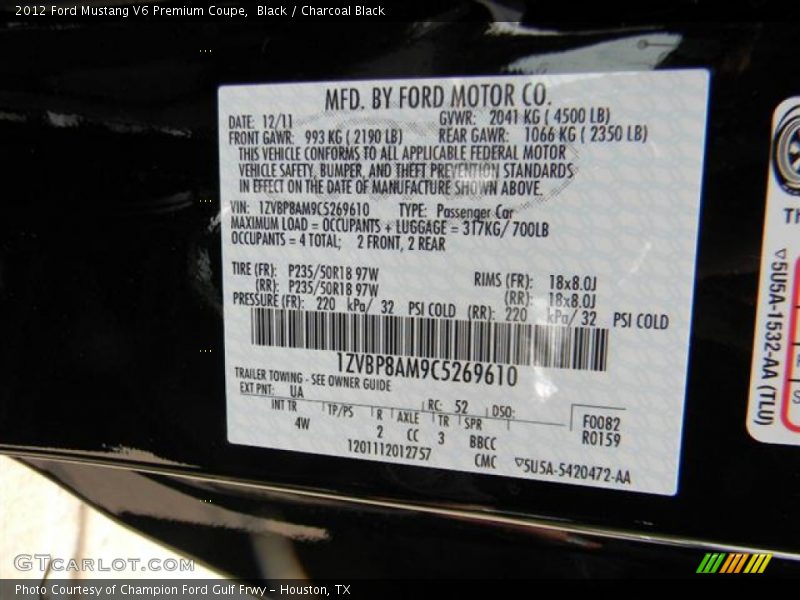 2012 Ford Mustang V6 Premium Coupe, Black / Charcoal Black
MFD. BY FORD MOTOR CO.
DATE: 12/11 GVWR: 2041 KG ( 4500 LB)
FRONT GAWR: 993 KG ( 2190 LB) REAR GAWR: 1066 KG ( 2350 LB)
THIS VEHICLE CONFORMS TO ALL APPLICABLE FEDERAL MOTOR
VEHICLE SAFETY, BUMPER, AND THEFT PREVENTION STANDARDS
IN EFFECT ON THE DATE OF MANUFACTURE SHOWN ABOVE.
VIN: 1ZVBP8AM9C5269610 TYPE: Passenger Car
MAXIMUM LOAD = OCCUPANTS + LUGGAGE = 317KG/ 700LB
OCCUPANTS = 4 TOTAL; 2 FRONT, 2 REAR
TIRE (FR): P235/50R18 97W RIMS (FR): 18x8.0J
(RR): P235/50R18 97W (RR): 18x8.0J
PRESSURE (FR): 220 kPa/ 32 PSI COLD (RR): 220 kPa/ 32 PSI COLD
1ZVBP8AM9C5269610
TRAILER TOWING - SEE OWNER GUIDE
EXT PNT: UA RC: 52 DSO:
INT TR TP/PS R AXLE TR SPR F0082
4W 2 CC 3 BBCC R0159
1201112012757 CMC ▽5U5A-5420472-AA
▽5U5A-1532-AA (TLU)
GTCARLOT.COM
Photo Courtesy of Champion Ford Gulf Frwy - Houston, TX